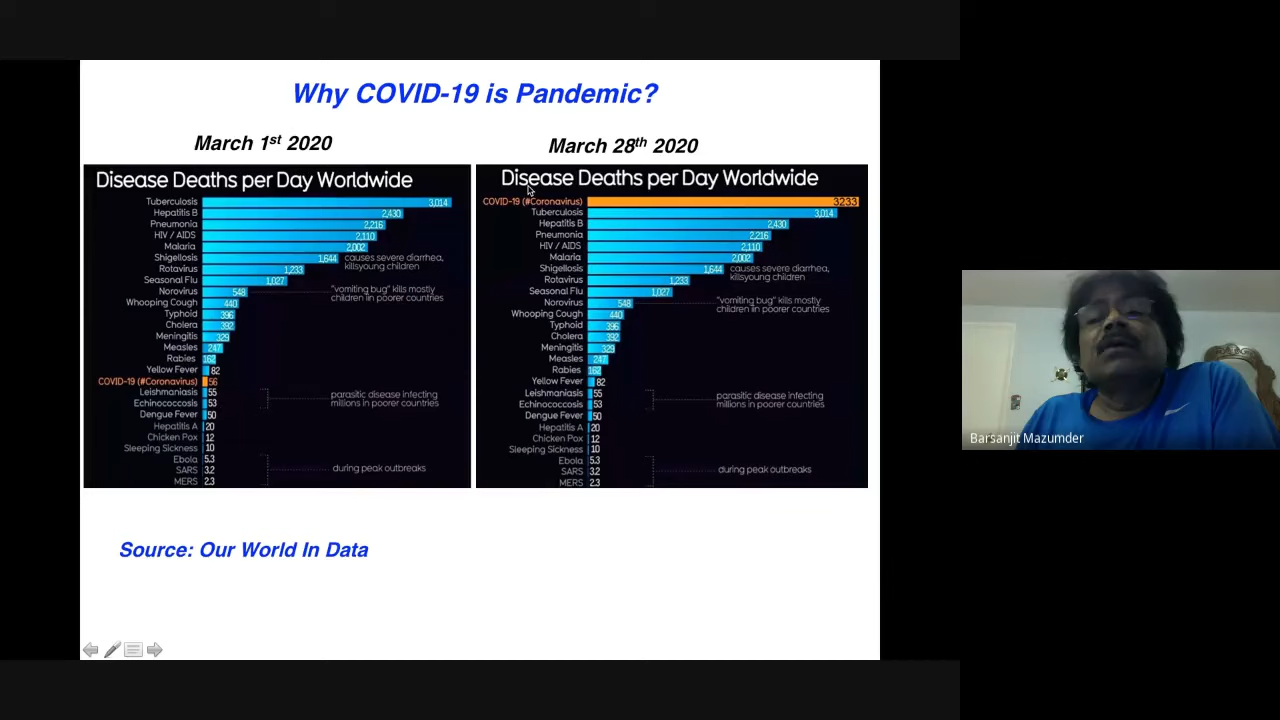 Why COVID-19 is Pandemic?
March 1st 2020
Disease Deaths per Day Worldwide
Tuberculosis 3,014
Hepatitis B 2,430
Pneumonia 2,216
HIV / AIDS 2,110
Malaria 2,002
Shigellosis 1,644 causes severe diarrhea,
killsyoung children
Rotavirus 1,233
Seasonal Flu 1,027
Norovirus 548 "vomiting bug" kills mostly
children iin poorer countries
Whooping Cough 440
Typhoid 396
Cholera 392
Meningitis 329
Measles 247
Rabies 162
Yellow Fever 82
COVID-19 (#Coronavirus) 56
Leishmaniasis 55 parasitic disease infecting
millions in poorer countries
Echinococcosis 53
Dengue Fever 50
Hepatitis A 20
Chicken Pox 12
Sleeping Sickness 10
Ebola 5.3
SARS 3.2 during peak outbreaks
MERS 2.3
March 28th 2020
Disease Deaths per Day Worldwide
COVID-19 (#Coronavirus) 3233
Tuberculosis 3,014
Hepatitis B 2,430
Pneumonia 2,216
HIV / AIDS 2,110
Malaria 2,002
Shigellosis 1,644 causes severe diarrhea,
killsyoung children
Rotavirus 1,233
Seasonal Flu 1,027
Norovirus 548 "vomiting bug" kills mostly
children iin poorer countries
Whooping Cough 440
Typhoid 396
Cholera 392
Meningitis 329
Measles 247
Rabies 162
Yellow Fever 82
Leishmaniasis 55 parasitic disease infecting
millions in poorer countries
Echinococcosis 53
Dengue Fever 50
Hepatitis A 20
Chicken Pox 12
Sleeping Sickness 10
Ebola 5.3
SARS 3.2 during peak outbreaks
MERS 2.3
Source: Our World In Data
Barsanjit Mazumder